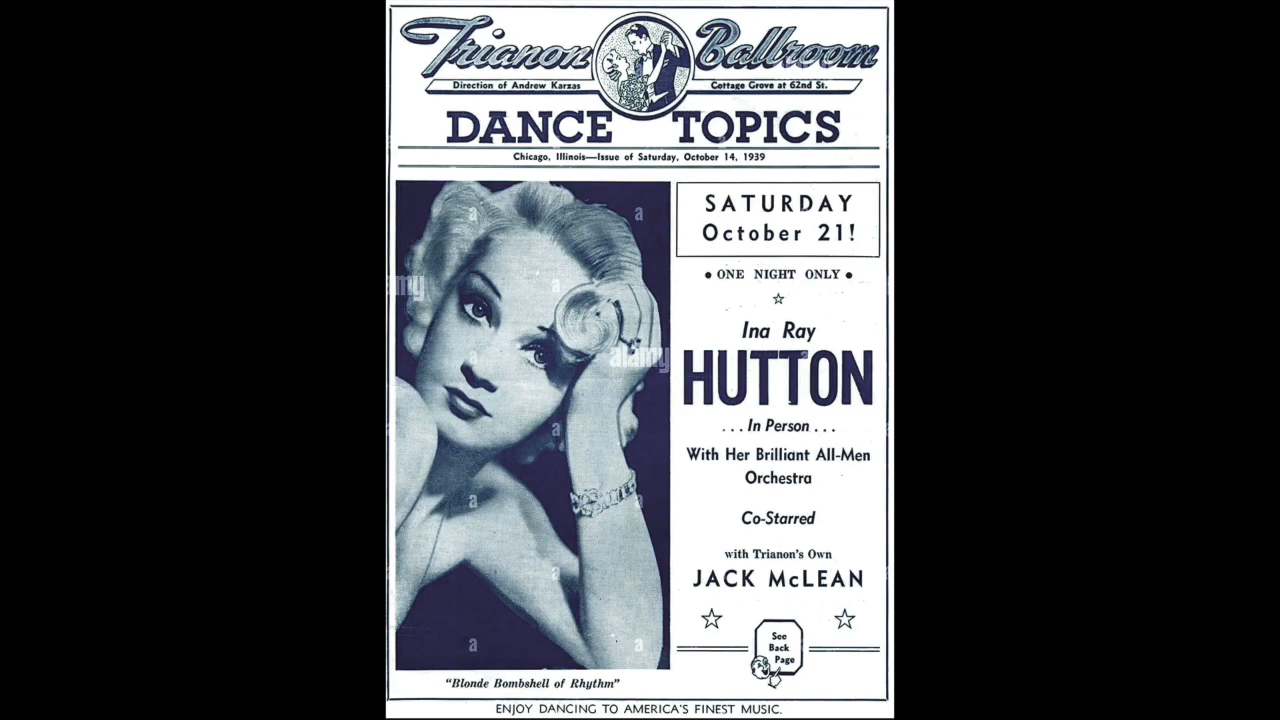 Trianon Ballroom
Direction of Andrew Karzas
Cottage Grove at 62nd St.
DANCE TOPICS
Chicago, Illinois—Issue of Saturday, October 14, 1939
SATURDAY
October 21!
• ONE NIGHT ONLY •
Ina Ray
HUTTON
...In Person...
With Her Brilliant All-Men
Orchestra
Co-Starred
with Trianon's Own
JACK McLEAN
See
Back
Page
"Blonde Bombshell of Rhythm"
ENJOY DANCING TO AMERICA'S FINEST MUSIC.
a
a
my
a
a
alamy
a
a
a
a
a
a